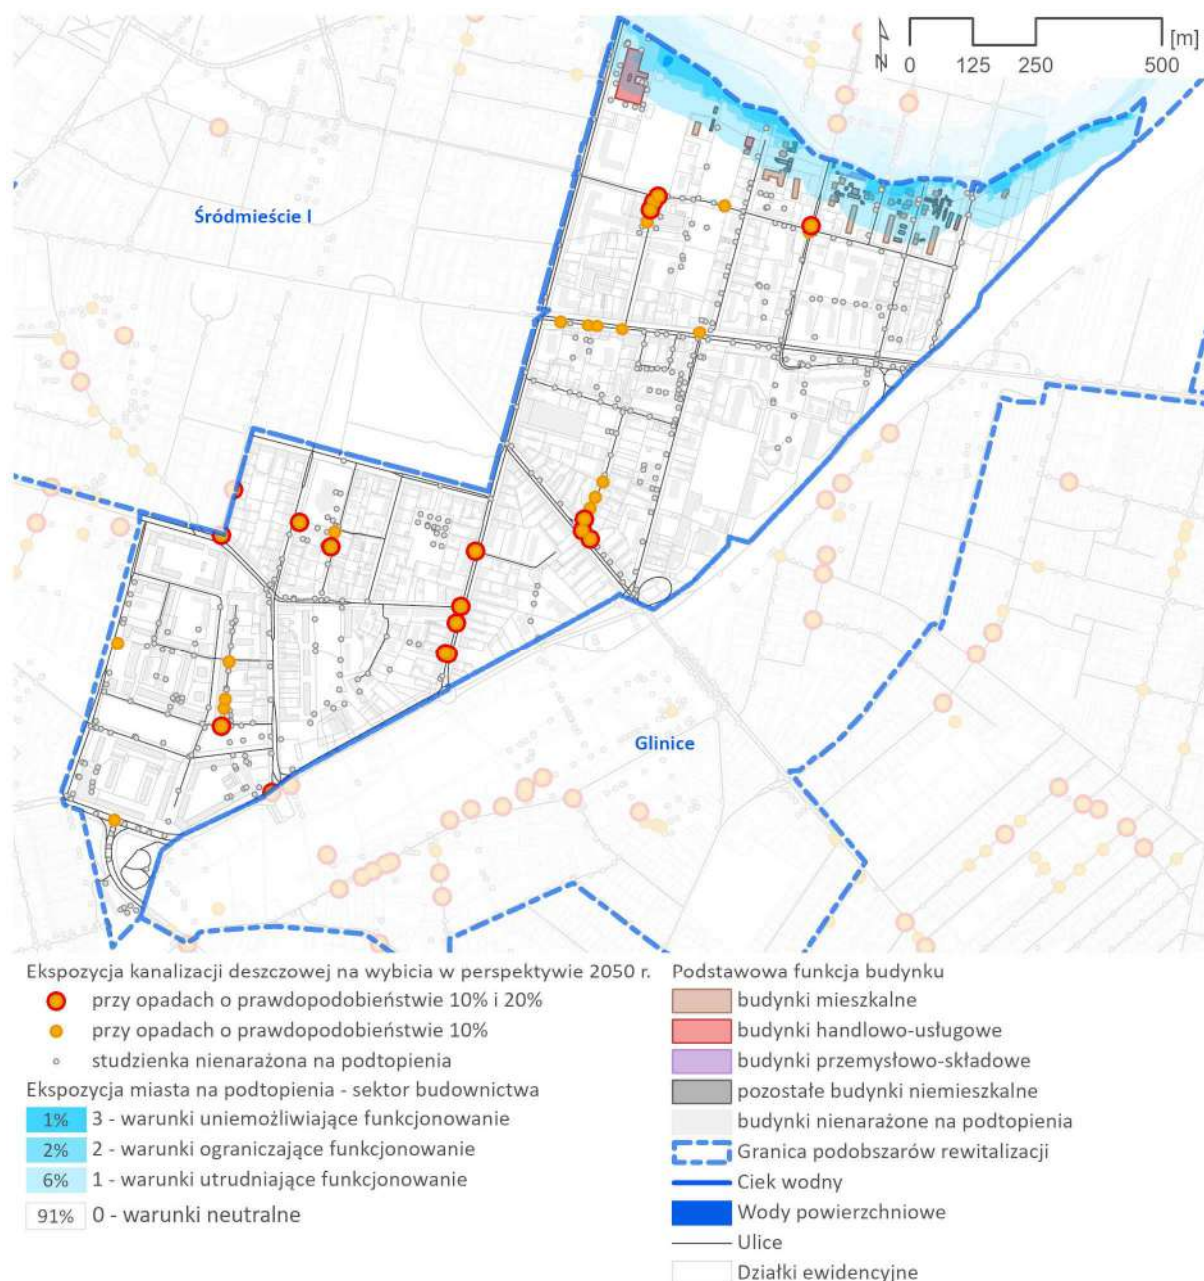 [m]
N
0 125 250 500
Śródmieście I
Glinice
Ekspozycja kanalizacji deszczowej na wybicia w perspektywie 2050 r.
przy opadach o prawdopodobieństwie 10% i 20%
przy opadach o prawdopodobieństwie 10%
studzienka nienarażona na podtopienia
Ekspozycja miasta na podtopienia - sektor budownictwa
1% 3 - warunki uniemożliwiające funkcjonowanie
2% 2 - warunki ograniczające funkcjonowanie
6% 1 - warunki utrudniające funkcjonowanie
91% 0 - warunki neutralne
Podstawowa funkcja budynku
budynki mieszkalne
budynki handlowo-usługowe
budynki przemysłowo-składowe
pozostałe budynki niemieszkalne
budynki nienarażone na podtopienia
Granica podobszarów rewitalizacji
Ciek wodny
Wody powierzchniowe
Ulice
Działki ewidencyjne